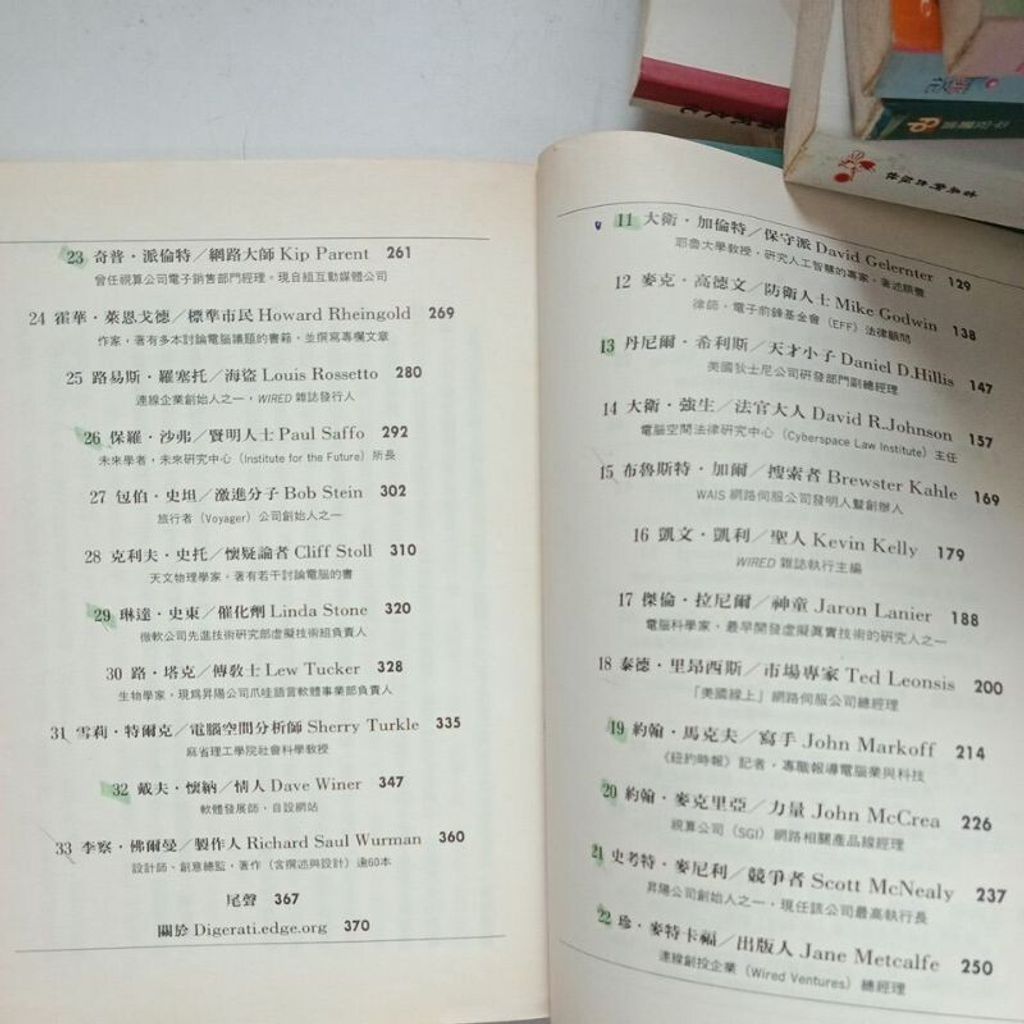 11 大衛·加倫特／保守派 David Gelernter 129
耶魯大學教授，研究人工智慧的專家，著述頗豐
12 麥克·高德文／防衛人士 Mike Godwin 138
律師，電子前鋒基金會（EFF）法律顧問
13 丹尼爾·希利斯／天才小子 Daniel D.Hillis 147
美國狄士尼公司研發部門副總經理
14 大衛·強生／法官大人 David R.Johnson 157
電腦空間法律研究中心（Cyberspace Law Institute）主任
15 布魯斯特·加爾／搜索者 Brewster Kahle 169
WAIS 網路伺服公司發明人暨創辦人
16 凱文·凱利／聖人 Kevin Kelly 179
WIRED 雜誌執行主編
17 傑倫·拉尼爾／神童 Jaron Lanier 188
電腦科學家，最早開發虛擬真實技術的研究人之一
18 泰德·里昂西斯／市場專家 Ted Leonsis 200
「美國線上」網路伺服公司總經理
19 約翰·馬克夫／寫手 John Markoff 214
《紐約時報》記者，專職報導電腦業與科技
20 約翰·麥克里亞／力量 John McCrea 226
視算公司（SGI）網路相關產品線經理
21 史考特·麥尼利／競爭者 Scott McNealy 237
昇陽公司創始人之一，現任該公司最高執行長
22 珍·麥特卡福／出版人 Jane Metcalfe 250
連線創投企業（Wired Ventures）總經理
23 奇普·派倫特／網路大師 Kip Parent 261
曾任視算公司電子銷售部門經理，現自組互動媒體公司
24 霍華·萊恩戈德／標準市民 Howard Rheingold 269
作家，著有多本討論電腦議題的書籍，並撰寫專欄文章
25 路易斯·羅塞托／海盜 Louis Rossetto 280
連線企業創始人之一，WIRED 雜誌發行人
26 保羅·沙弗／賢明人士 Paul Saffo 292
未來學者，未來研究中心（Institute for the Future）所長
27 包伯·史坦／激進分子 Bob Stein 302
旅行者（Voyager）公司創始人之一
28 克利夫·史托／懷疑論者 Cliff Stoll 310
天文物理學家，著有若干討論電腦的書
29 琳達·史東／催化劑 Linda Stone 320
微軟公司先進技術研究部虛擬技術組負責人
30 路·塔克／傳教士 Lew Tucker 328
生物學家，現為昇陽公司爪哇語言軟體事業部負責人
31 雪莉·特爾克／電腦空間分析師 Sherry Turkle 335
麻省理工學院社會科學教授
32 戴夫·懷納／情人 Dave Winer 347
軟體發展師，自設網站
33 李察·佛爾曼／製作人 Richard Saul Wurman 360
設計師、創意總監，著作（含撰述與設計）逾60本
尾聲 367
關於 Digerati.edge.org 370